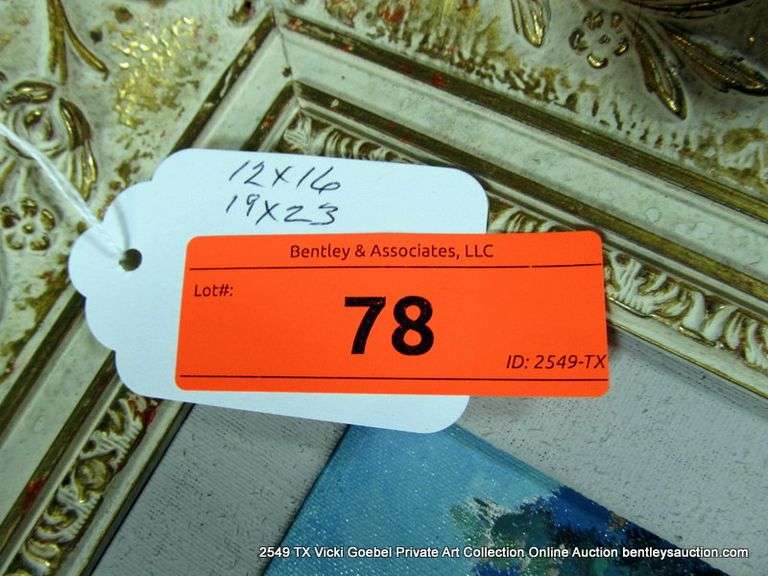 12x16
19x23
Bentley & Associates, LLC
Lot#:
78
ID: 2549-TX
2549 TX Vicki Goebel Private Art Collection Online Auction bentleysauction.com